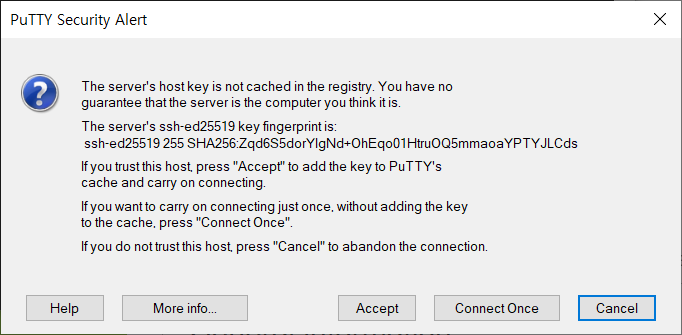 PuTTY Security Alert
The server's host key is not cached in the registry. You have no
guarantee that the server is the computer you think it is.
The server's ssh-ed25519 key fingerprint is:
ssh-ed25519 255 SHA256:Zqd6S5dorYlgNd+OhEqo01HtruOQ5mmaoaYPTYJLCds
If you trust this host, press "Accept" to add the key to PuTTY's
cache and carry on connecting.
If you want to carry on connecting just once, without adding the key
to the cache, press "Connect Once".
If you do not trust this host, press "Cancel" to abandon the connection.
Help
More info...
Accept
Connect Once
Cancel